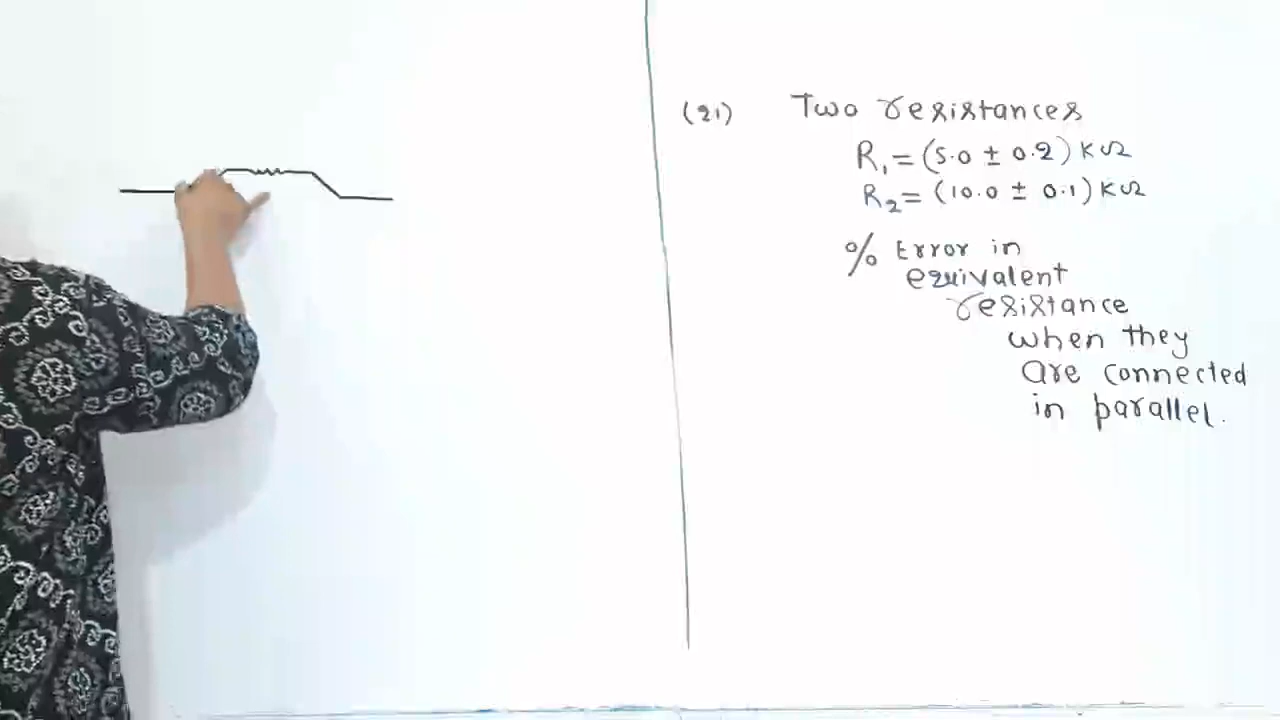 (21) Two resistances
R₁ = (5.0 ± 0.2) KΩ
R₂ = (10.0 ± 0.1) KΩ
% Error in
equivalent
resistance
when they
are connected
in parallel.